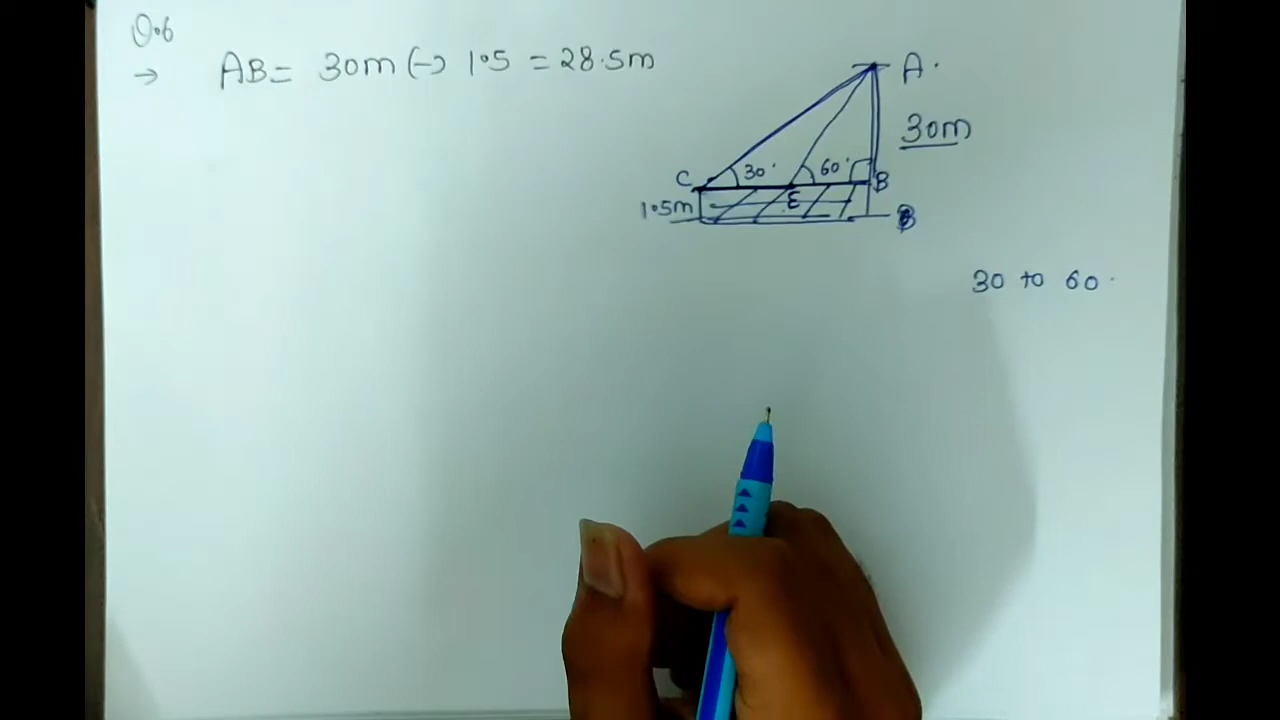 Q.6
→ AB = 30m (-) 1.5 = 28.5m
A.
30m
C 30° 60° B
1.5m E
30 to 60.